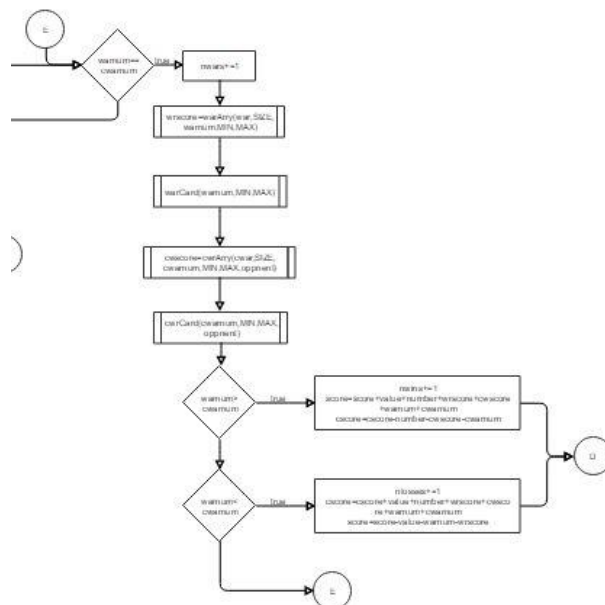 E
warnum==
cwarnum
true
nwars+=1
wrscore=warArry(war,SIZE,
warnum,MIN,MAX)
warCard(warnum,MIN,MAX)
cwscore=cwrArry(cwar,SIZE,
cwarnum,MIN,MAX,oppnent)
cwrCard(cwarnum,MIN,MAX,
oppnent)
warnum>
cwarnum
true
nwins+=1
score=score+value+number+wrscore+cwscore
+warnum+cwarnum
cscore=cscore-number-cwscore-cwarnum
warnum<
cwarnum
true
nlosses+=1
cscore=cscore+value+number+wrscore+cwsco
re+warnum+cwarnum
score=score-value-warnum-wrscore
E